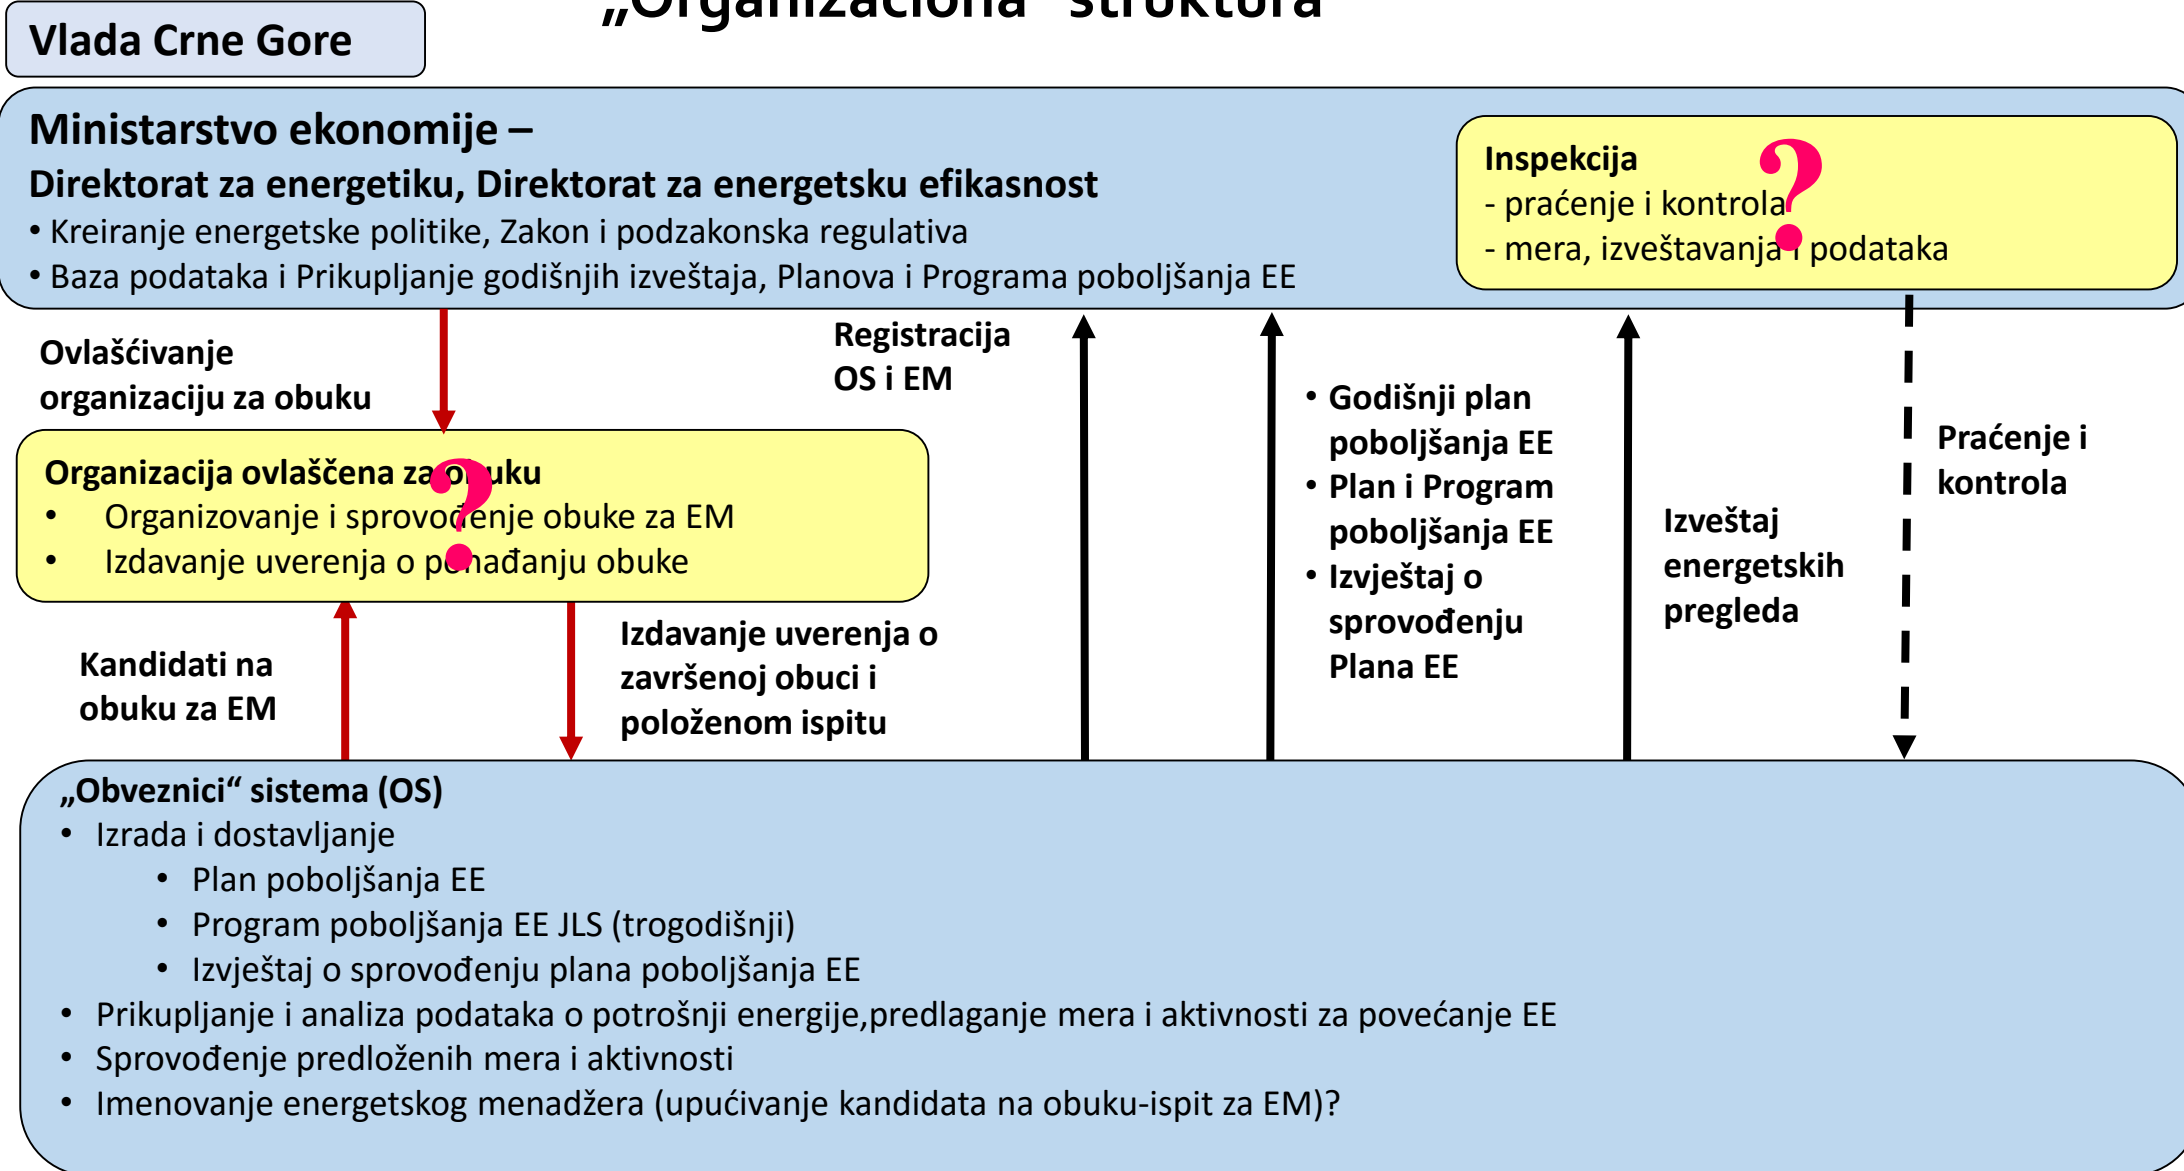 „Organizaciona“ struktura
Vlada Crne Gore
Ministarstvo ekonomije –
Direktorat za energetiku, Direktorat za energetsku efikasnost
• Kreiranje energetske politike, Zakon i podzakonska regulativa
• Baza podataka i Prikupljanje godišnjih izveštaja, Planova i Programa poboljšanja EE
Inspekcija
- praćenje i kontrola
- mera, izveštavanja i podataka
?
Ovlašćivanje
organizaciju za obuku
Registracija
OS i EM
• Godišnji plan
poboljšanja EE
• Plan i Program
poboljšanja EE
• Izvještaj o
sprovođenju
Plana EE
Izveštaj
energetskih
pregleda
Praćenje i
kontrola
Organizacija ovlaščena za obuku
• Organizovanje i sprovođenje obuke za EM
• Izdavanje uverenja o ponađanju obuke
?
Kandidati na
obuku za EM
Izdavanje uverenja o
završenoj obuci i
položenom ispitu
„Obveznici“ sistema (OS)
• Izrada i dostavljanje
• Plan poboljšanja EE
• Program poboljšanja EE JLS (trogodišnji)
• Izvještaj o sprovođenju plana poboljšanja EE
• Prikupljanje i analiza podataka o potrošnji energije,predlaganje mera i aktivnosti za povećanje EE
• Sprovođenje predloženih mera i aktivnosti
• Imenovanje energetskog menadžera (upućivanje kandidata na obuku-ispit za EM)?